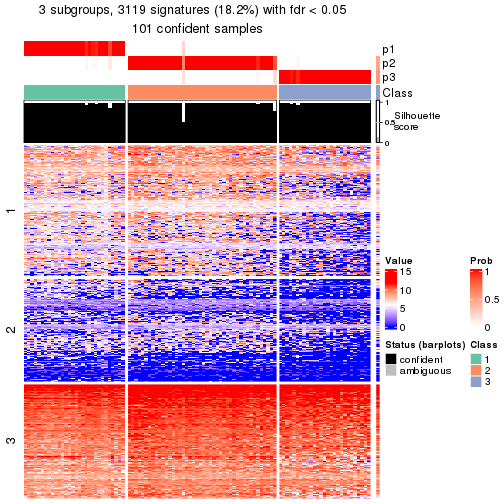 3 subgroups, 3119 signatures (18.2%) with fdr < 0.05
101 confident samples
p1
p2
p3
Class
1
0.5
0
Silhouette
score
1
2
3
Value
15
10
5
0
Prob
1
0.5
0
Status (barplots)
confident
ambiguous
Class
1
2
3